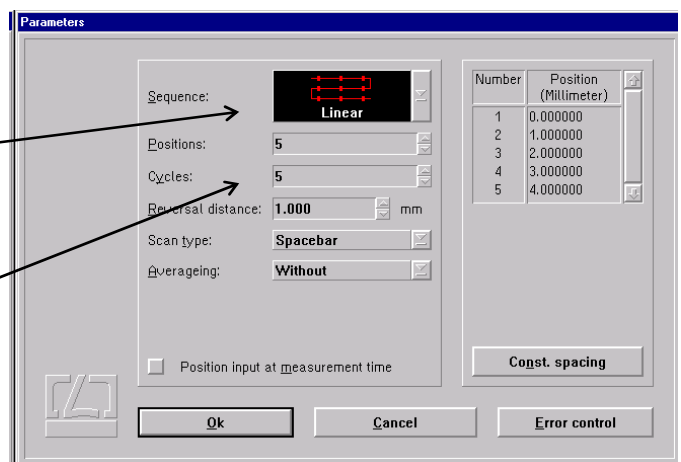 Parameters
Sequence:
Linear
Positions:
5
Cycles:
5
Reversal distance:
1.000
mm
Scan type:
Spacebar
Averageing:
Without
Position input at measurement time
Number Position
(Millimeter)
1 0.000000
2 1.000000
3 2.000000
4 3.000000
5 4.000000
Const. spacing
Ok
Cancel
Error control